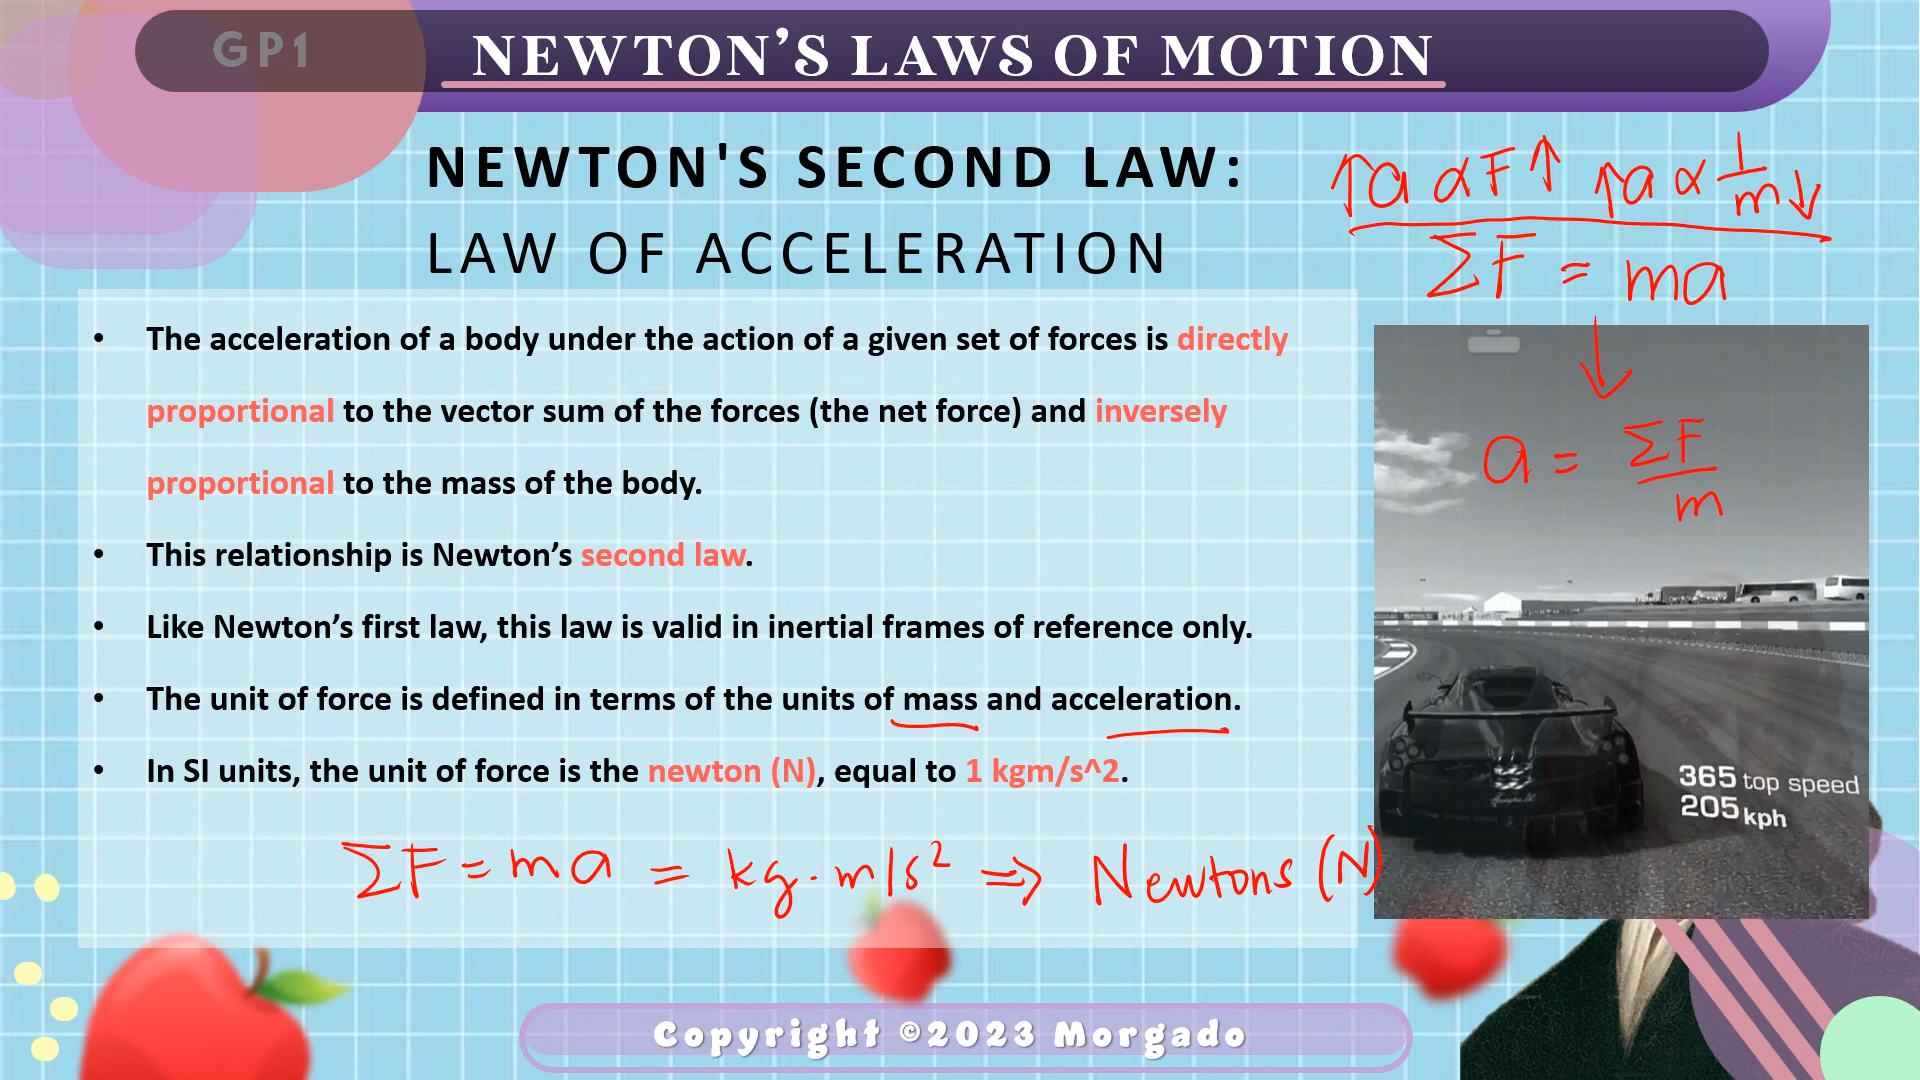 GP1
NEWTON’S LAWS OF MOTION
NEWTON'S SECOND LAW:
LAW OF ACCELERATION
↑a ∝ F↑ ↑a ∝ 1/m↓
ΣF = ma
↓
a = ΣF/m
• The acceleration of a body under the action of a given set of forces is directly
proportional to the vector sum of the forces (the net force) and inversely
proportional to the mass of the body.
• This relationship is Newton’s second law.
• Like Newton’s first law, this law is valid in inertial frames of reference only.
• The unit of force is defined in terms of the units of mass and acceleration.
• In SI units, the unit of force is the newton (N), equal to 1 kgm/s^2.
ΣF = ma = kg·m/s² ⇒ Newtons (N)
365 top speed
205 kph
Copyright ©2023 Morgado